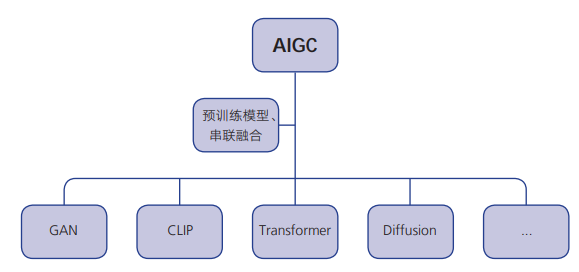 AIGC
预训练模型、
串联融合
GAN
CLIP
Transformer
Diffusion
...